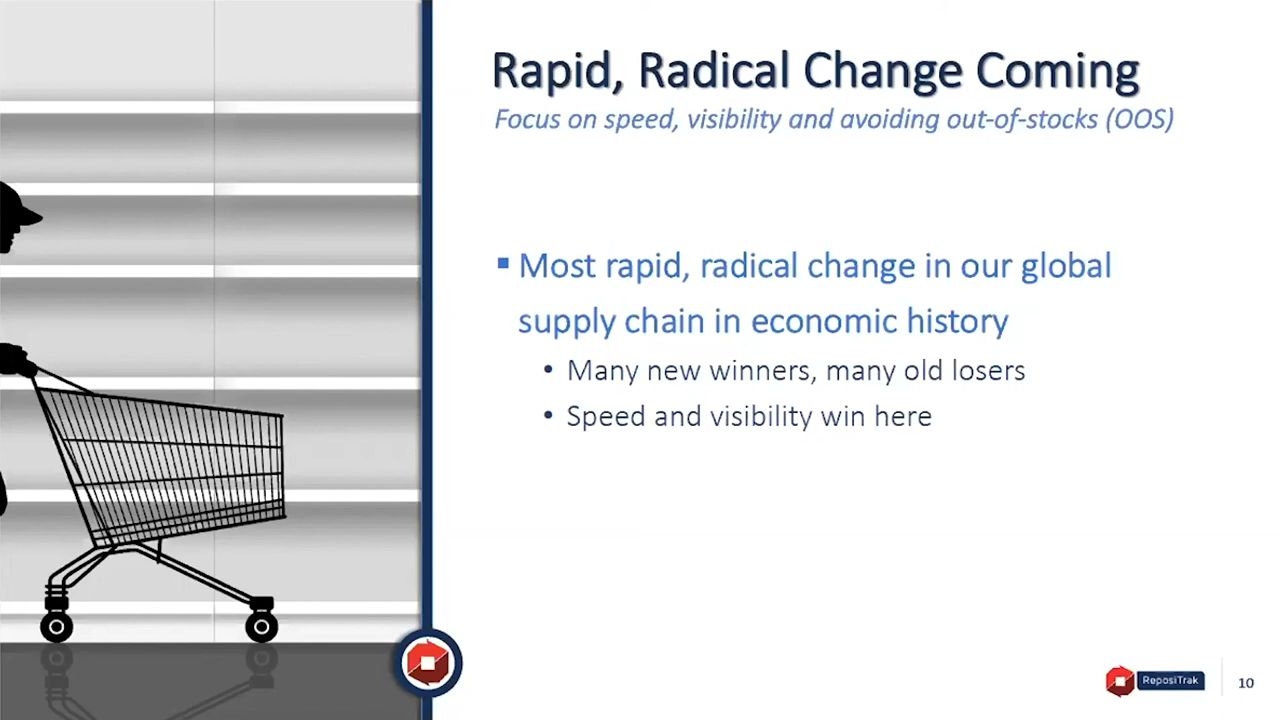 Rapid, Radical Change Coming
Focus on speed, visibility and avoiding out-of-stocks (OOS)
▪ Most rapid, radical change in our global
supply chain in economic history
• Many new winners, many old losers
• Speed and visibility win here
ReposiTrak
10